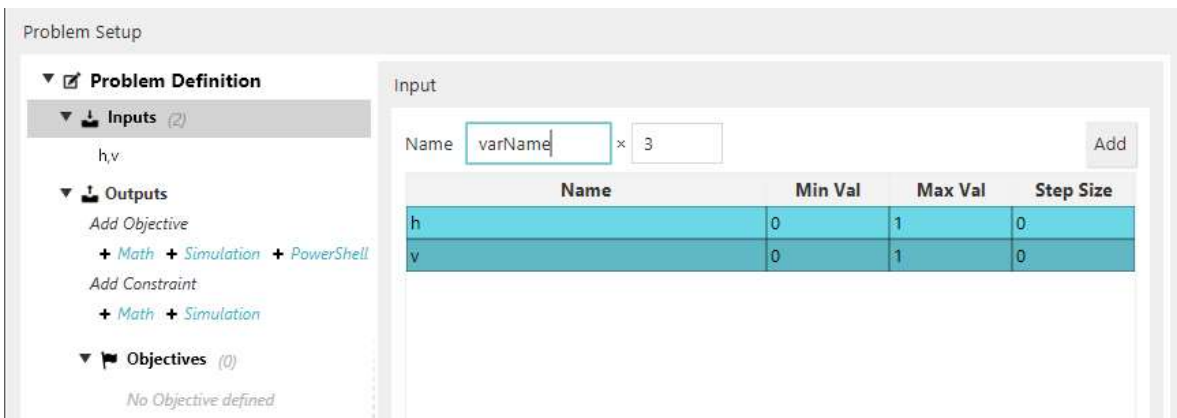 Problem Setup
Problem Definition
Inputs (2)
h,v
Outputs
Add Objective
+ Math + Simulation + PowerShell
Add Constraint
+ Math + Simulation
Objectives (0)
No Objective defined
Input
Name varName × 3 Add
Name Min Val Max Val Step Size
h 0 1 0
v 0 1 0